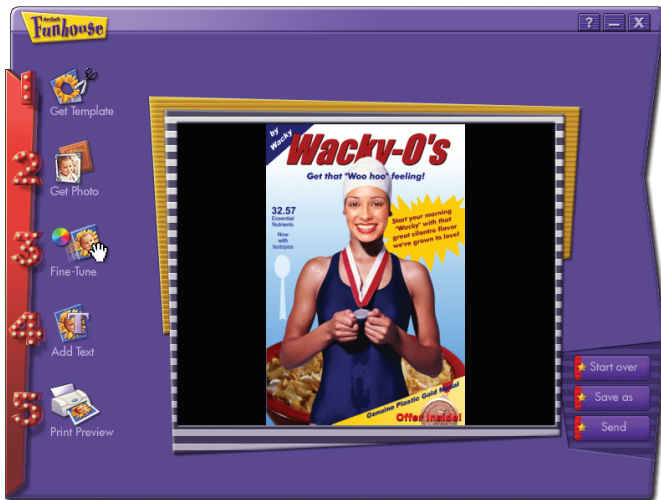 ArcSoft
Funhouse
? — X
1
Get Template
2
Get Photo
3
Fine-Tune
4
T
Add Text
5
Print Preview
by
Wacky
Wacky-O's
Get that "Woo hoo" feeling!
32.57
Essential
Nutrients
Now
with
Isotopes
Start your morning
"Wacky" with that
great cilantro flavor
we've grown to love!
Genuine Plastic Gold Medal
Offer Inside!
Start over
Save as
Send